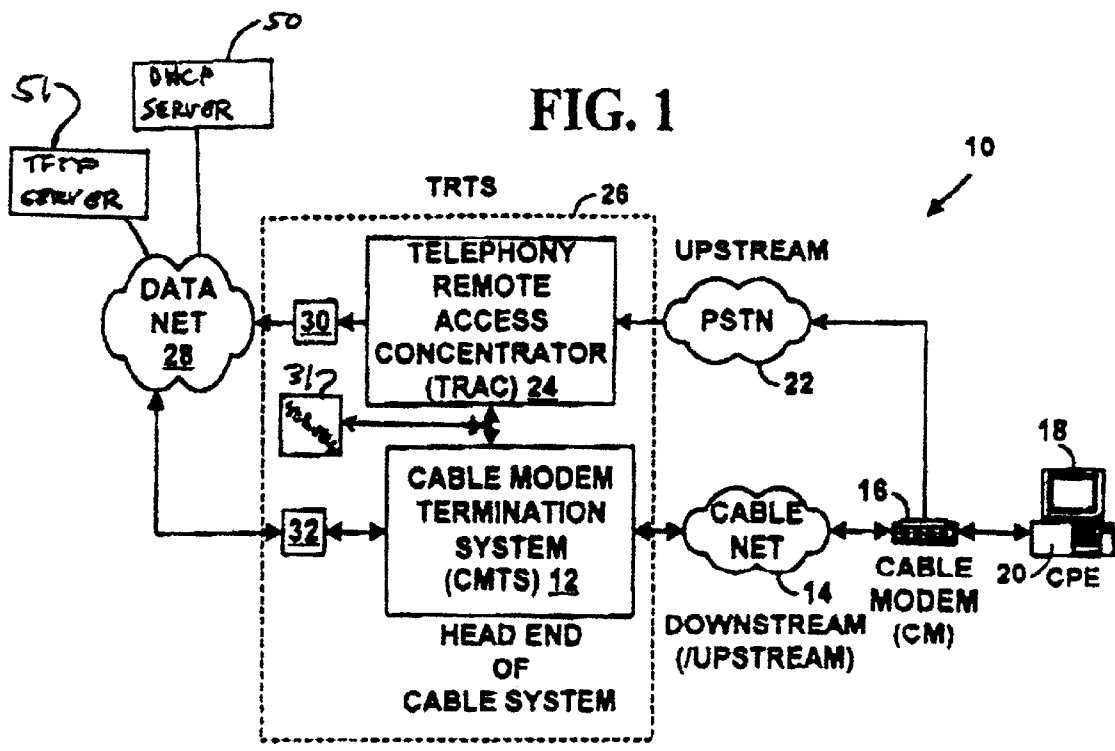 50
DHCP
SERVER
51
TFTP
SERVER
FIG. 1
10
TRTS
26
TELEPHONY
REMOTE
ACCESS
CONCENTRATOR
(TRAC) 24
UPSTREAM
PSTN
22
DATA
NET
28
30
31
CABLE MODEM
TERMINATION
SYSTEM
(CMTS) 12
32
CABLE
NET
14
DOWNSTREAM
(/UPSTREAM)
16
CABLE
MODEM
(CM)
18
20
CPE
HEAD END
OF
CABLE SYSTEM